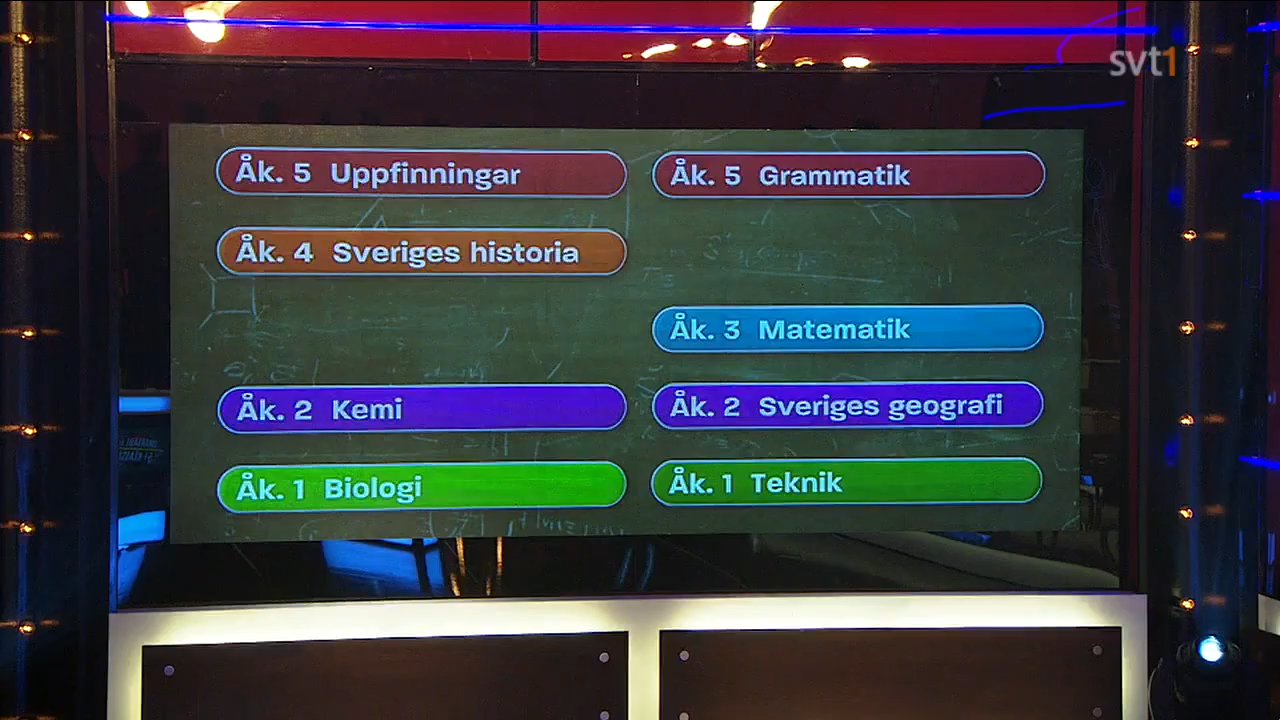 svt1
Åk. 5 Uppfinningar
Åk. 5 Grammatik
Åk. 4 Sveriges historia
Åk. 3 Matematik
Åk. 2 Kemi
Åk. 2 Sveriges geografi
Åk. 1 Biologi
Åk. 1 Teknik